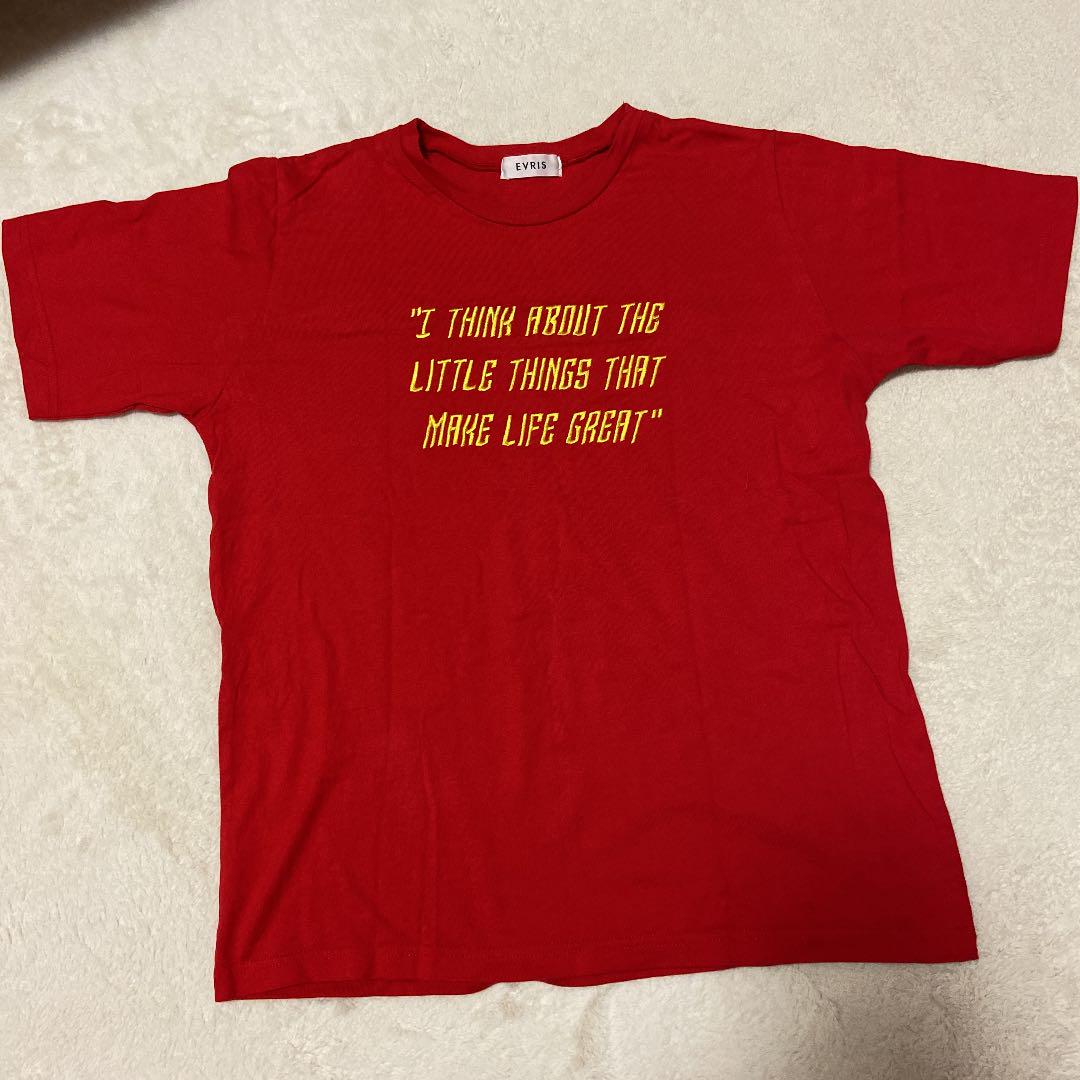 EVRIS
"I THINK ABOUT THE
LITTLE THINGS THAT
MAKE LIFE GREAT"